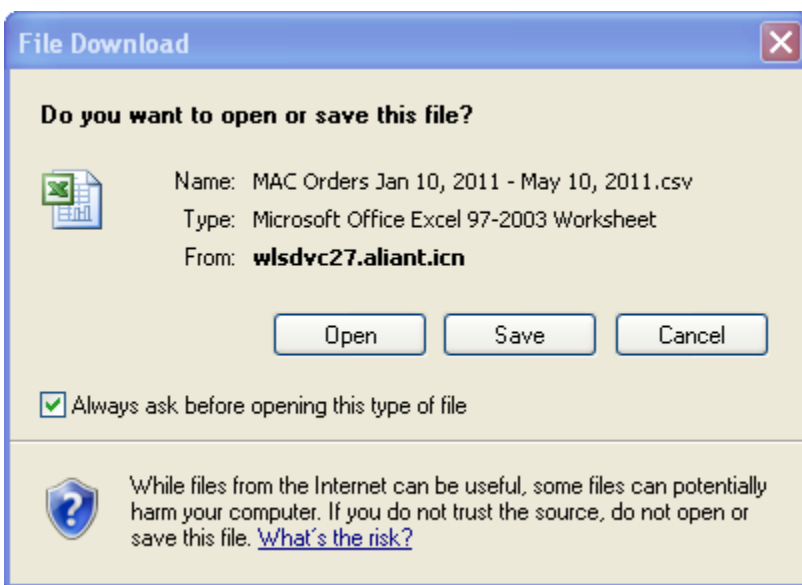 File Download
Do you want to open or save this file?
Name: MAC Orders Jan 10, 2011 - May 10, 2011.csv
Type: Microsoft Office Excel 97-2003 Worksheet
From: wlsdvc27.aliant.icn
Open Save Cancel
Always ask before opening this type of file
While files from the Internet can be useful, some files can potentially
harm your computer. If you do not trust the source, do not open or
save this file. What's the risk?